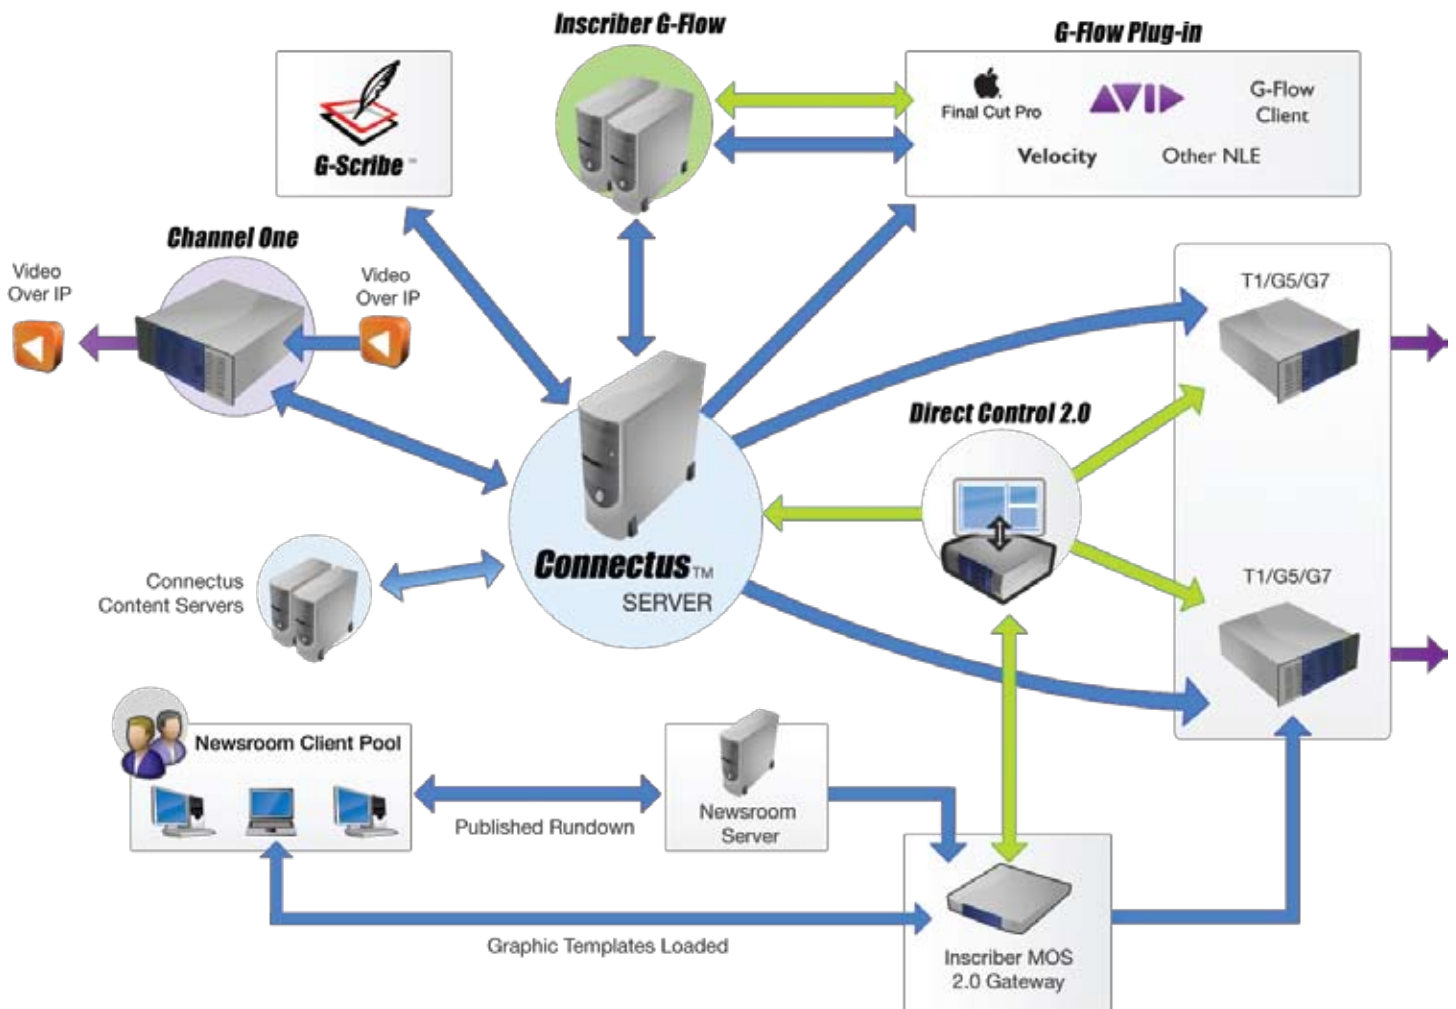 Inscriber G-Flow
G-Flow Plug-in
Final Cut Pro
AVID
G-Flow
Client
Velocity
Other NLE
G-Scribe™
Channel One
Video
Over IP
Video
Over IP
T1/G5/G7
Direct Control 2.0
Connectus™
SERVER
Connectus
Content Servers
T1/G5/G7
Newsroom Client Pool
Published Rundown
Newsroom
Server
Graphic Templates Loaded
Inscriber MOS
2.0 Gateway